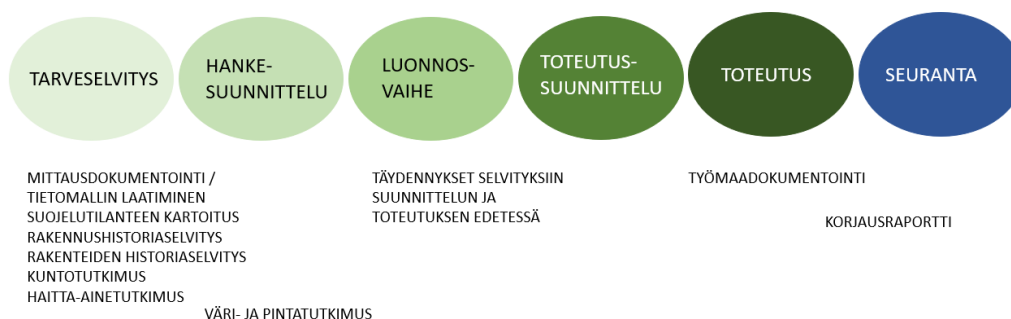 TARVESELVITYS
HANKE-
SUUNNITTELU
LUONNOS-
VAIHE
TOTEUTUS-
SUUNNITTELU
TOTEUTUS
SEURANTA
MITTAUSDOKUMENTOINTI /
TIETOMALLIN LAATIMINEN
SUOJELUTILANTEEN KARTOITUS
RAKENNUSHISTORIASELVITYS
RAKENTEIDEN HISTORIASELVITYS
KUNTOTUTKIMUS
HAITTA-AINETUTKIMUS
VÄRI- JA PINTATUTKIMUS
TÄYDENNYKSET SELVITYKSIIN
SUUNNITTELUN JA
TOTEUTUKSEN EDETESSÄ
TYÖMAADOKUMENTOINTI
KORJAUSRAPORTTI